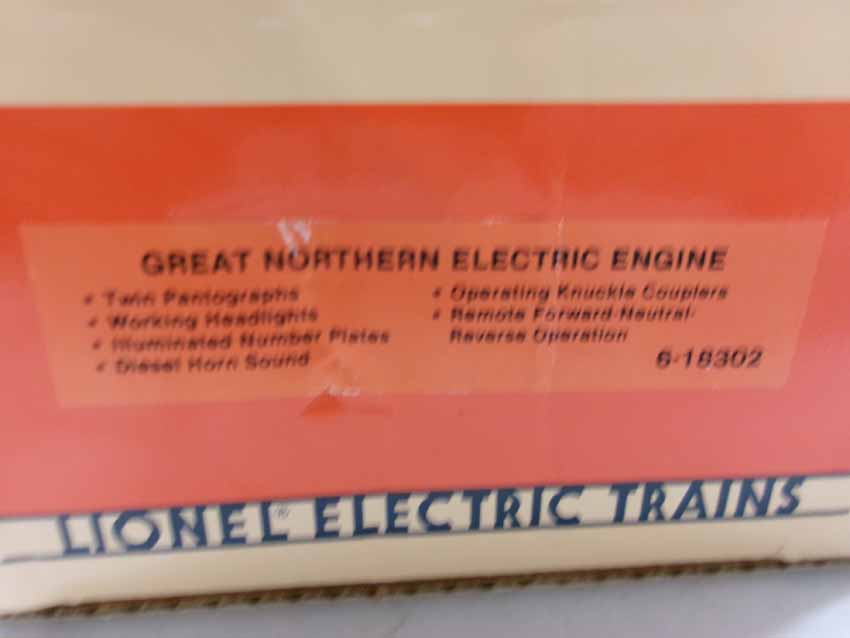 GREAT NORTHERN ELECTRIC ENGINE
• Twin Pantographs
• Working Headlights
• Illuminated Number Plates
• Diesel Horn Sound
• Operating Knuckle Couplers
• Remote Forward-Neutral-
Reverse Operation
6-18302
LIONEL® ELECTRIC TRAINS